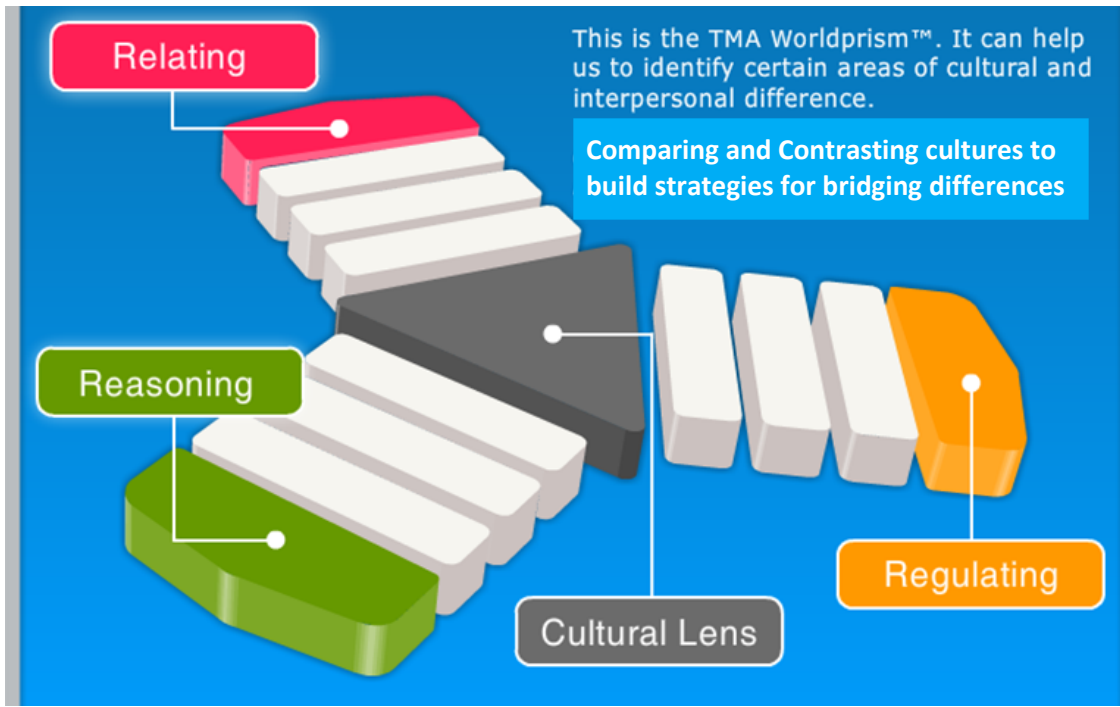 Relating
This is the TMA Worldprism™. It can help
us to identify certain areas of cultural and
interpersonal difference.
Comparing and Contrasting cultures to
build strategies for bridging differences
Reasoning
Regulating
Cultural Lens